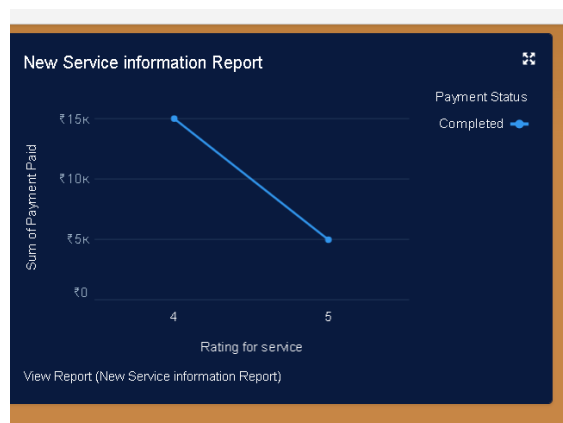 New Service information Report
Payment Status
Completed
Sum of Payment Paid
₹15K
₹10K
₹5K
₹0
4 5
Rating for service
View Report (New Service information Report)